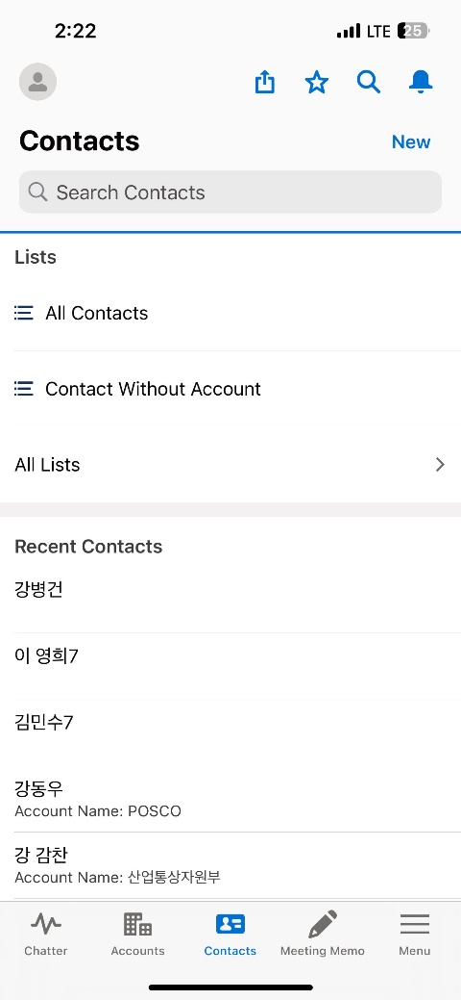 2:22
LTE 25
Contacts
New
Search Contacts
Lists
All Contacts
Contact Without Account
All Lists
Recent Contacts
강병건
이 영희7
김민수7
강동우
Account Name: POSCO
강 감찬
Account Name: 산업통상자원부
Chatter
Accounts
Contacts
Meeting Memo
Menu